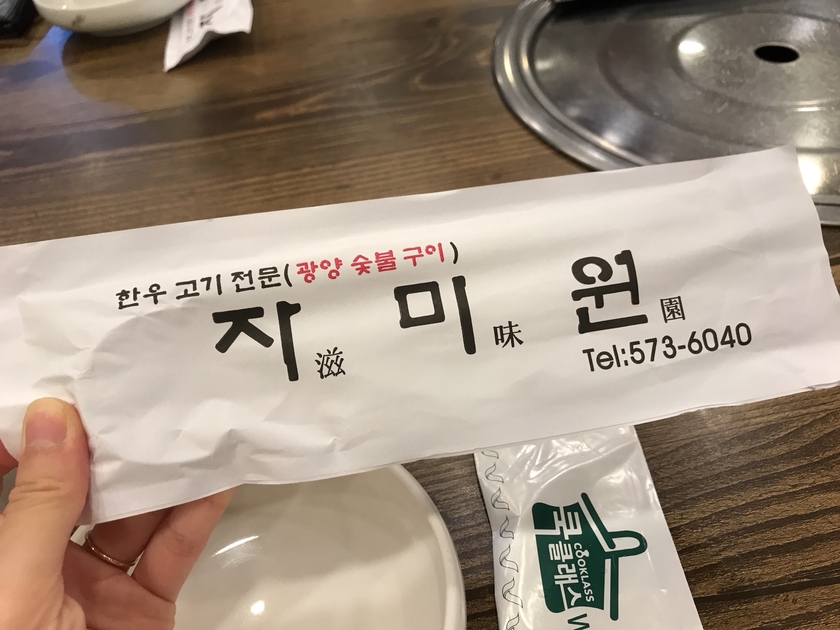 한우 고기 전문(광양 숯불 구이)
자滋 미味 원園
Tel:573-6040
쿡클래스
COOKLASS
W